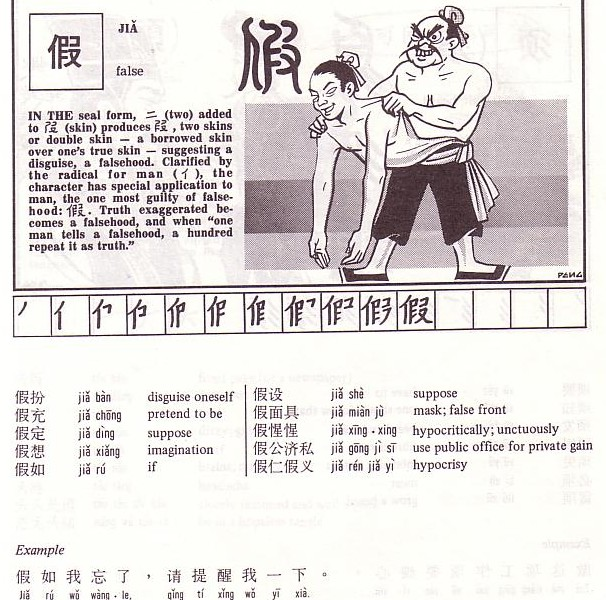 假
JIǍ
false
假
IN THE seal form, 二 (two) added
to 叚 (skin) produces 叚, two skins
or double skin — a borrowed skin
over one's true skin — suggesting a
disguise, a falsehood. Clarified by
the radical for man (亻), the
character has special application to
man, the one most guilty of false-
hood: 假. Truth exaggerated be-
comes a falsehood, and when "one
man tells a falsehood, a hundred
repeat it as truth."
PANG
假扮 jiǎ bàn disguise oneself
假充 jiǎ chōng pretend to be
假定 jiǎ dìng suppose
假想 jiǎ xiǎng imagination
假如 jiǎ rú if
假设 jiǎ shè suppose
假面具 jiǎ miàn jù mask; false front
假惺惺 jiǎ xīng·xing hypocritically; unctuously
假公济私 jiǎ gōng jì sī use public office for private gain
假仁假义 jiǎ rén jiǎ yì hypocrisy
Example
假如我忘了，请提醒我一下。
Jiǎ rú wǒ wàng·le, qǐng tí xǐng wǒ yī xià.